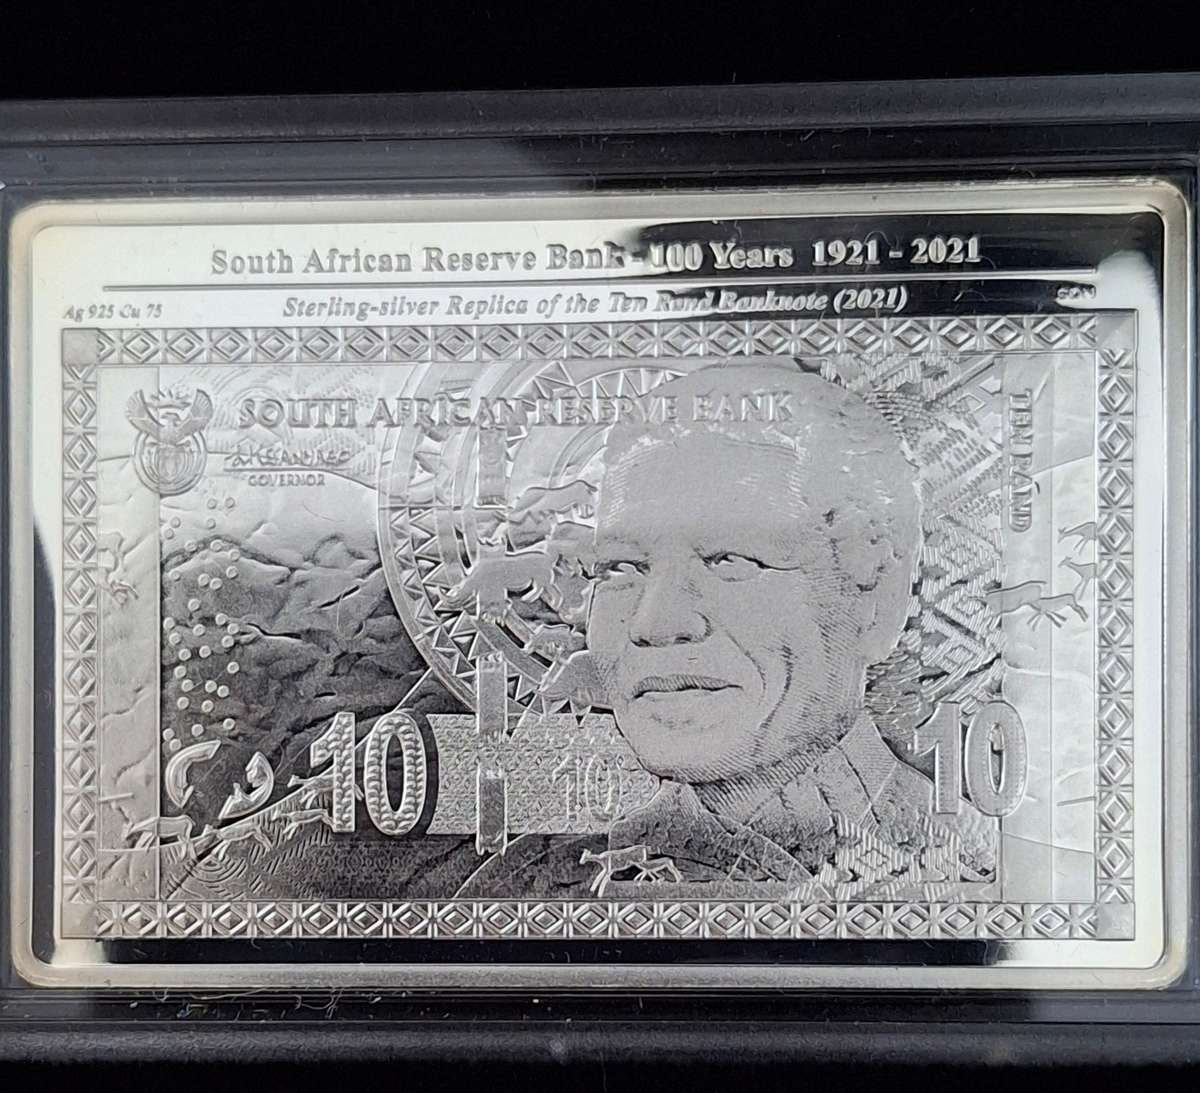 South African Reserve Bank - 100 Years 1921 - 2021
Ag 925 Cu 75
Sterling-silver Replica of the Ten Rand Banknote (2021)
SOUTH AFRICAN RESERVE BANK
GOVERNOR
TEN RAND
10
10
10